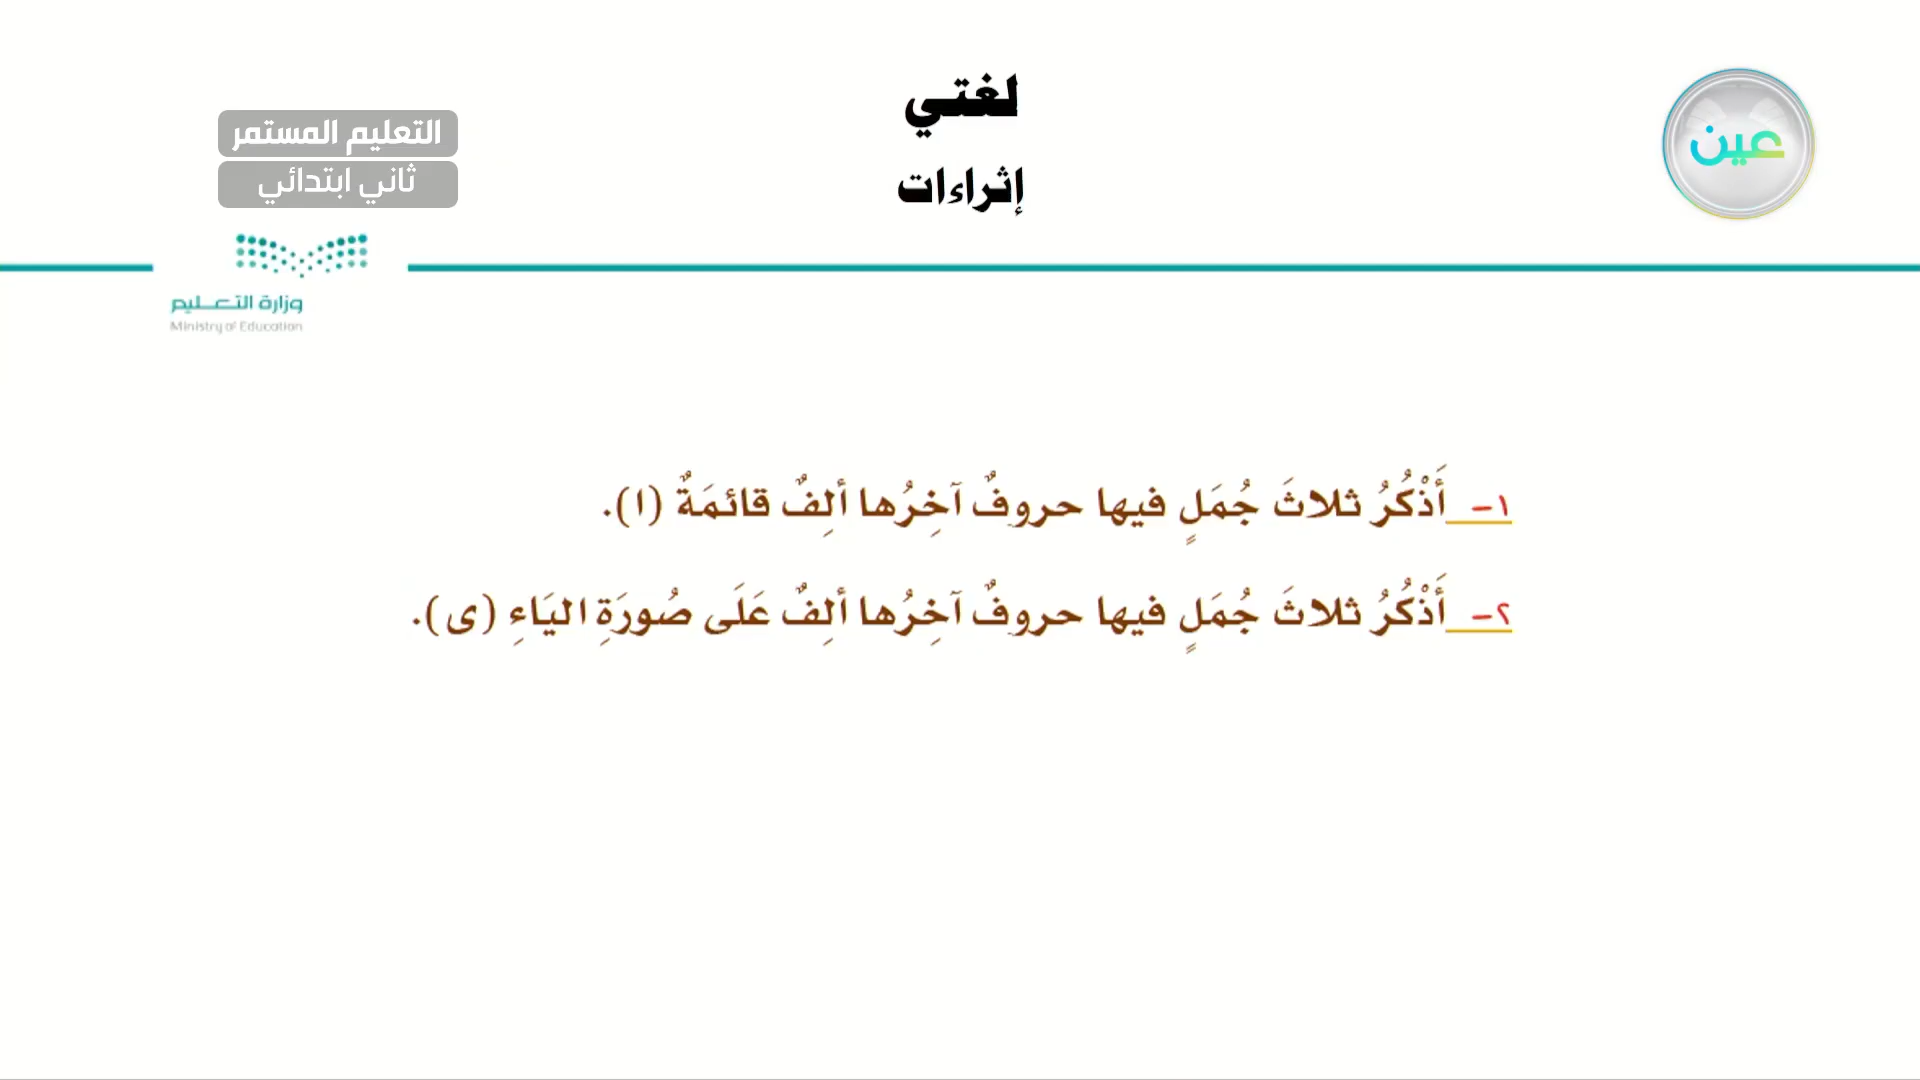 لغتي
إثراءات
عين
التعليم المستمر
ثاني ابتدائي
وزارة التعليم
Ministry of Education
١- أَذْكُرُ ثلاثَ جُمَلٍ فيها حروفٌ آخِرُها ألِفٌ قائمَةٌ (ا).
٢- أَذْكُرُ ثلاثَ جُمَلٍ فيها حروفٌ آخِرُها ألِفٌ عَلَى صُورَةِ اليَاءِ (ى).